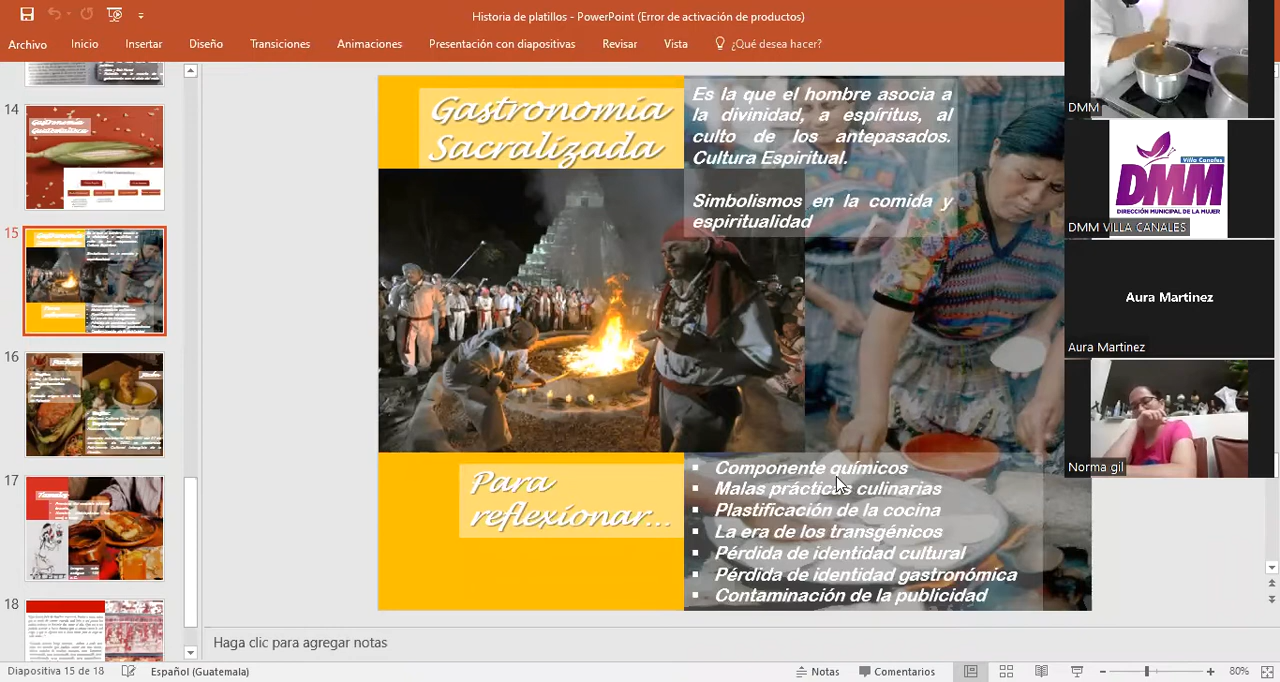 Historia de platillos - PowerPoint (Error de activación de productos)
Archivo Inicio Insertar Diseño Transiciones Animaciones Presentación con diapositivas Revisar Vista ¿Qué desea hacer?
14
Gastronomía
15
16
17
18
Gastronomía
Sacralizada
Es la que el hombre asocia a
la divinidad, a espíritus, al
culto de los antepasados.
Cultura Espiritual.
Simbolismos en la comida y
espiritualidad
Para
reflexionar...
▪ Componente químicos
▪ Malas prácticas culinarias
▪ Plastificación de la cocina
▪ La era de los transgénicos
▪ Pérdida de identidad cultural
▪ Pérdida de identidad gastronómica
▪ Contaminación de la publicidad
DMM
Villa Canales
DMM
DIRECCIÓN MUNICIPAL DE LA MUJER
DMM VILLA CANALES
Aura Martinez
Aura Martinez
Norma gil
Haga clic para agregar notas
Diapositiva 15 de 18 Español (Guatemala) Notas Comentarios 80%